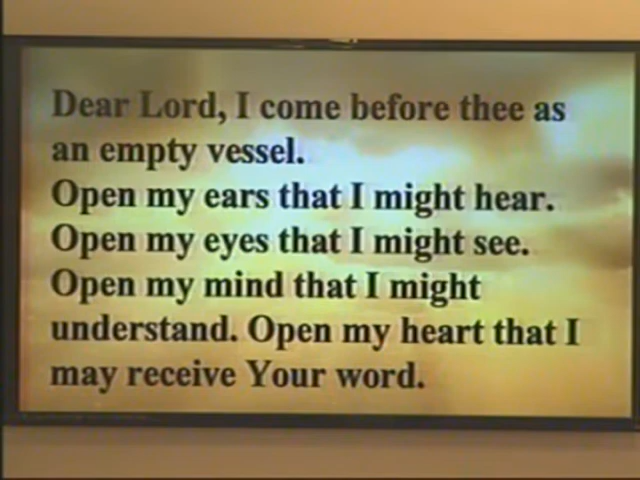 Dear Lord, I come before thee as
an empty vessel.
Open my ears that I might hear.
Open my eyes that I might see.
Open my mind that I might
understand. Open my heart that I
may receive Your word.